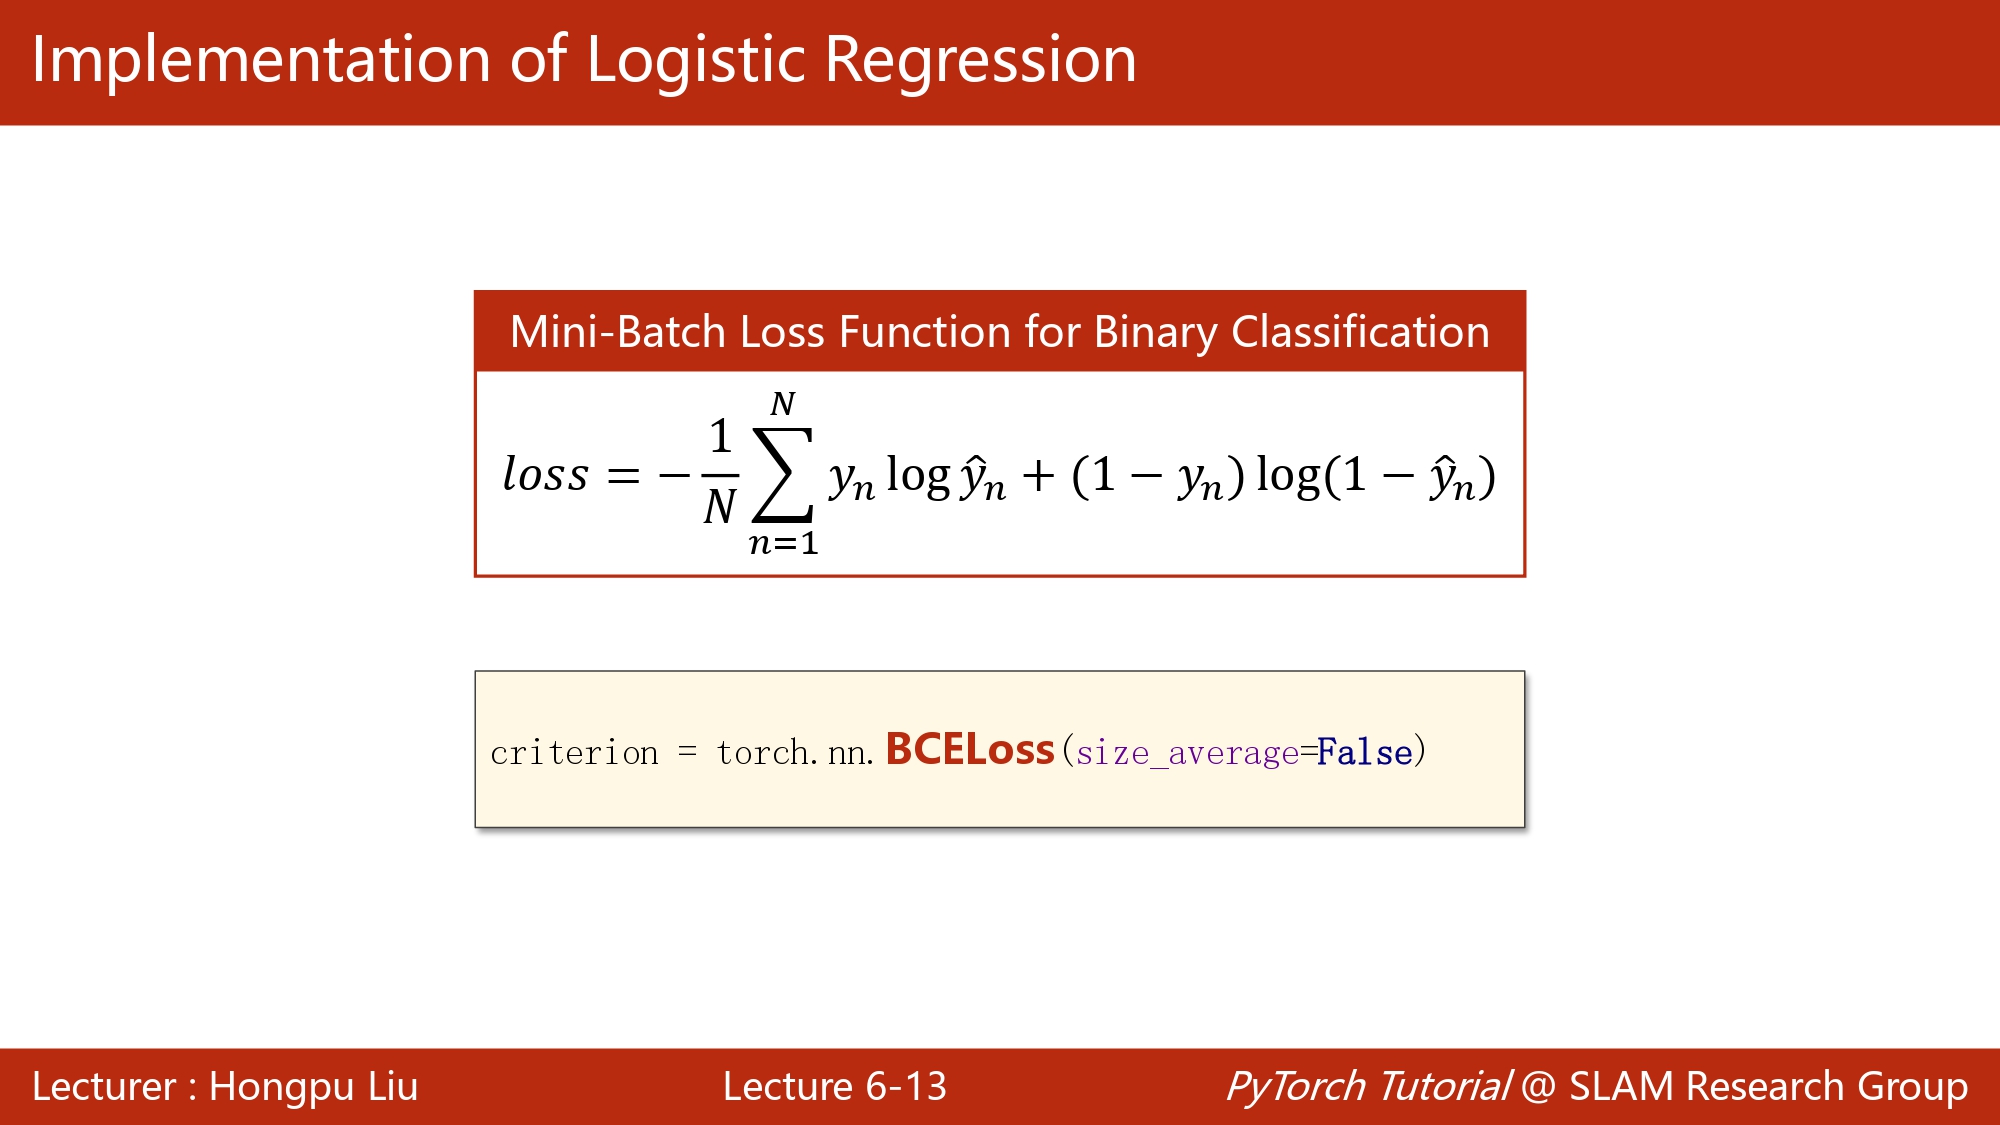 Implementation of Logistic Regression
Mini-Batch Loss Function for Binary Classification
$loss = -\frac{1}{N}\sum_{n=1}^{N} y_n \log \hat{y}_n + (1 - y_n) \log(1 - \hat{y}_n)$
criterion = torch.nn.BCELoss(size_average=False)
Lecturer : Hongpu Liu
Lecture 6-13
PyTorch Tutorial @ SLAM Research Group